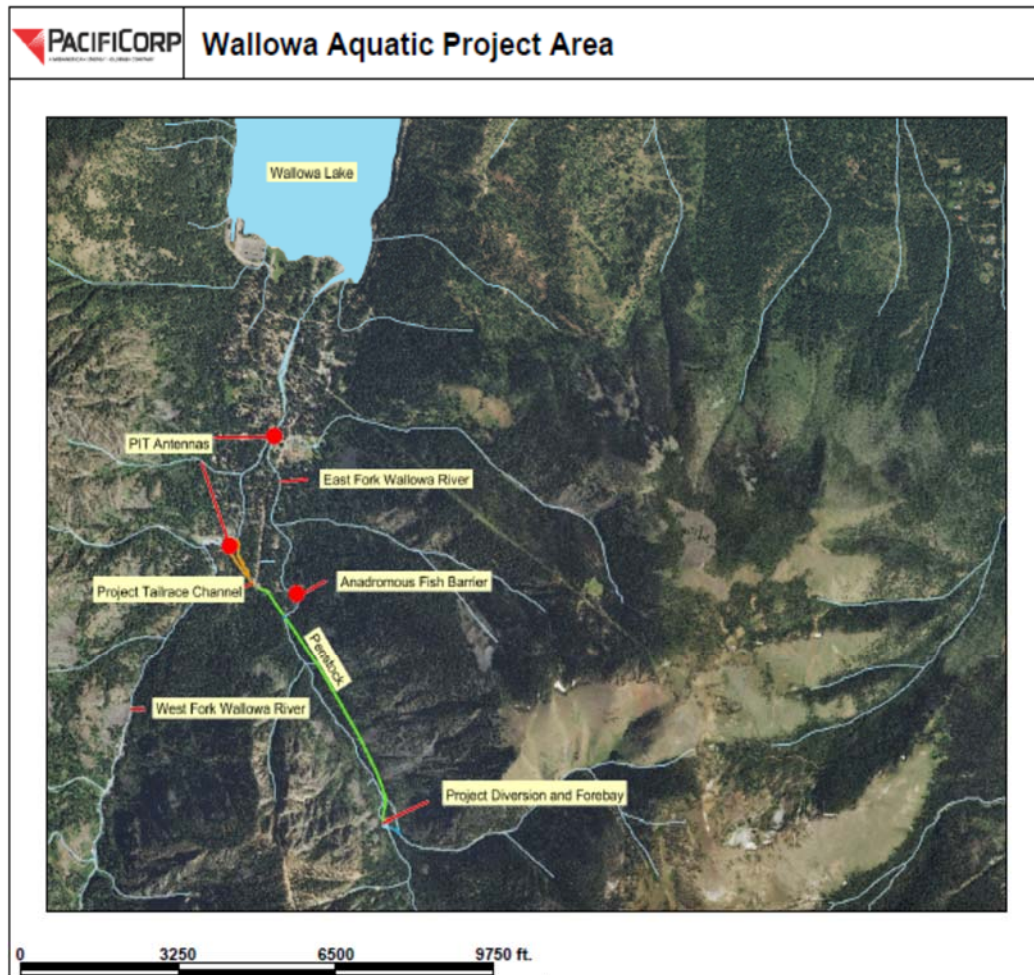 PACIFICORP
Wallowa Aquatic Project Area
Wallowa Lake
PIT Antennas
East Fork Wallowa River
Project Tailrace Channel
Anadromous Fish Barrier
Penstock
West Fork Wallowa River
Project Diversion and Forebay
0 3250 6500 9750 ft.